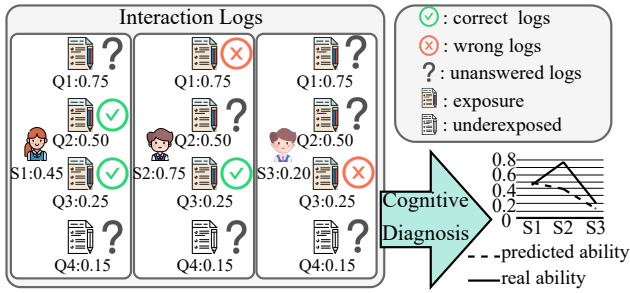 Interaction Logs
Q1:0.75
Q2:0.50
S1:0.45
Q3:0.25
Q4:0.15
Q1:0.75
Q2:0.50
S2:0.75
Q3:0.25
Q4:0.15
Q1:0.75
Q2:0.50
S3:0.20
Q3:0.25
Q4:0.15
: correct logs
: wrong logs
: unanswered logs
: exposure
: underexposed
Cognitive
Diagnosis
0.8
0.6
0.4
0.2
0
S1 S2 S3
predicted ability
real ability